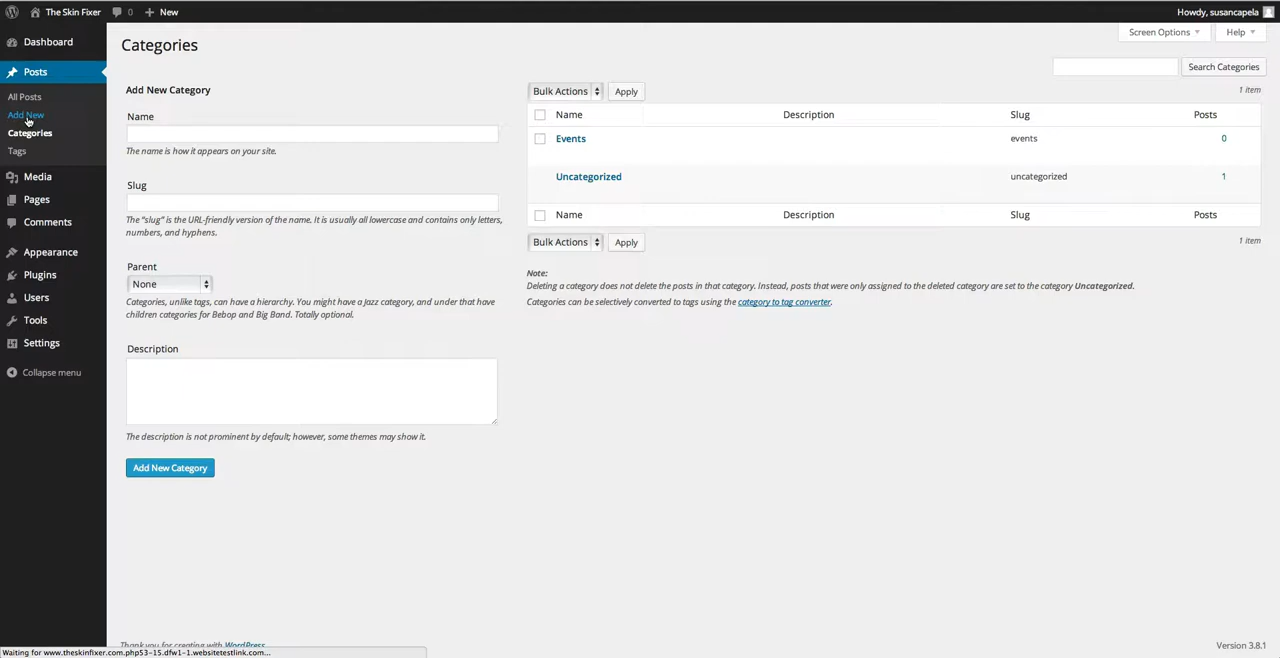 The Skin Fixer 0 New Howdy, susancapela
Dashboard
Posts
All Posts
Add New
Categories
Tags
Media
Pages
Comments
Appearance
Plugins
Users
Tools
Settings
Collapse menu
Categories
Screen Options Help
Search Categories
Add New Category
Name
The name is how it appears on your site.
Slug
The “slug” is the URL-friendly version of the name. It is usually all lowercase and contains only letters,
numbers, and hyphens.
Parent
None
Categories, unlike tags, can have a hierarchy. You might have a Jazz category, and under that have
children categories for Bebop and Big Band. Totally optional.
Description
The description is not prominent by default; however, some themes may show it.
Add New Category
Bulk Actions Apply 1 item
Name Description Slug Posts
Events events 0
Uncategorized uncategorized 1
Name Description Slug Posts
Bulk Actions Apply 1 item
Note:
Deleting a category does not delete the posts in that category. Instead, posts that were only assigned to the deleted category are set to the category Uncategorized.
Categories can be selectively converted to tags using the category to tag converter.
Thank you for creating with WordPress. Version 3.8.1
Waiting for www.theskinfixer.com.php53-15.dfw1-1.websitetestlink.com...